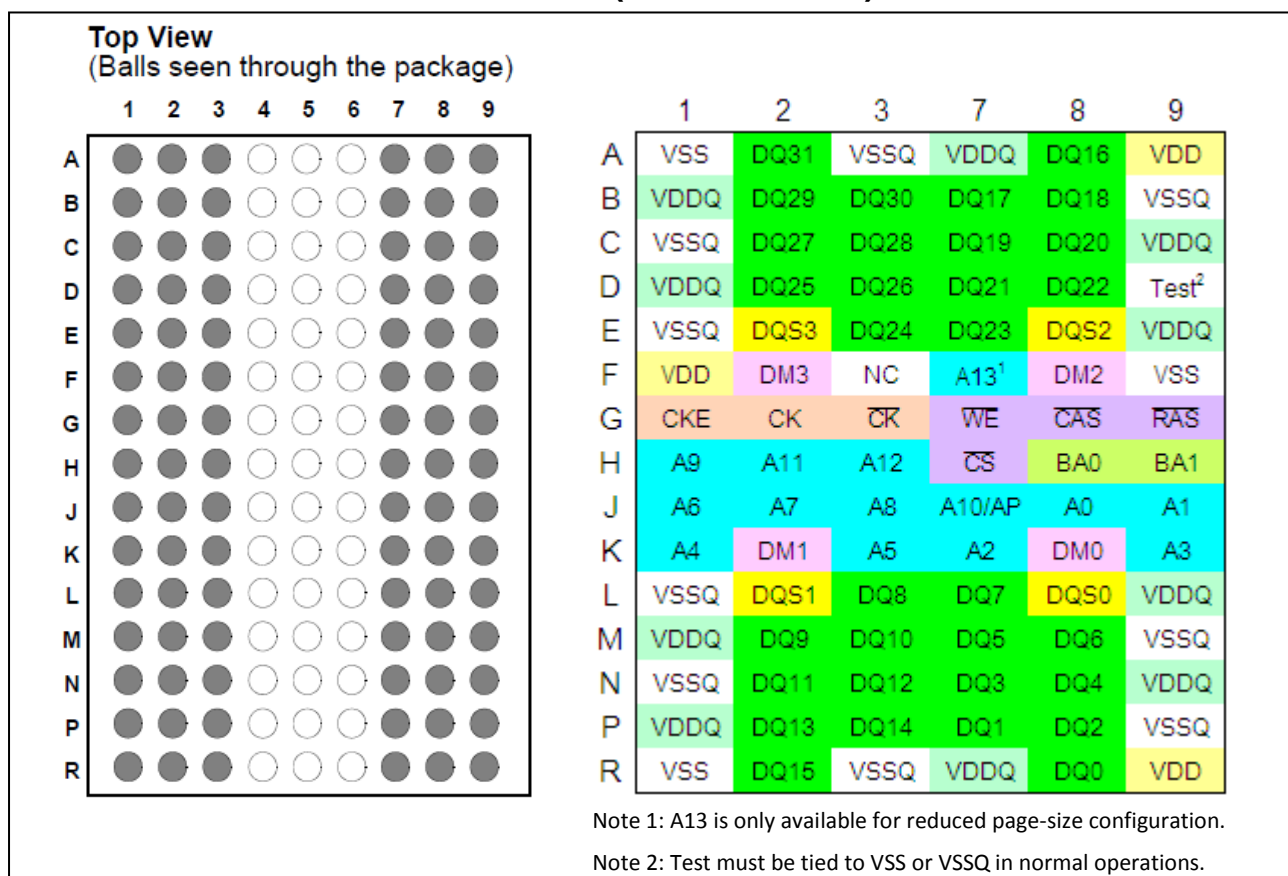 Top View
(Balls seen through the package)
1 2 3 4 5 6 7 8 9
A
B
C
D
E
F
G
H
J
K
L
M
N
P
R
1 2 3 7 8 9
A VSS DQ31 VSSQ VDDQ DQ16 VDD
B VDDQ DQ29 DQ30 DQ17 DQ18 VSSQ
C VSSQ DQ27 DQ28 DQ19 DQ20 VDDQ
D VDDQ DQ25 DQ26 DQ21 DQ22 Test²
E VSSQ DQS3 DQ24 DQ23 DQS2 VDDQ
F VDD DM3 NC A13¹ DM2 VSS
G CKE CK C̅K̅ W̅E̅ C̅A̅S̅ R̅A̅S̅
H A9 A11 A12 C̅S̅ BA0 BA1
J A6 A7 A8 A10/AP A0 A1
K A4 DM1 A5 A2 DM0 A3
L VSSQ DQS1 DQ8 DQ7 DQS0 VDDQ
M VDDQ DQ9 DQ10 DQ5 DQ6 VSSQ
N VSSQ DQ11 DQ12 DQ3 DQ4 VDDQ
P VDDQ DQ13 DQ14 DQ1 DQ2 VSSQ
R VSS DQ15 VSSQ VDDQ DQ0 VDD
Note 1: A13 is only available for reduced page-size configuration.
Note 2: Test must be tied to VSS or VSSQ in normal operations.